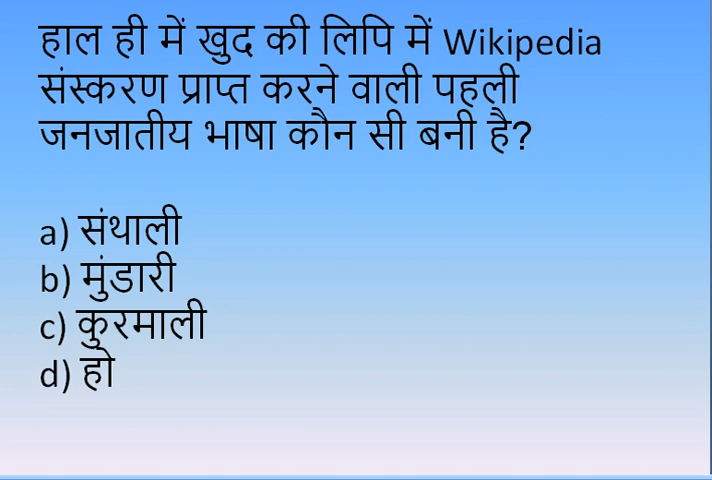 हाल ही में खुद की लिपि में Wikipedia
संस्करण प्राप्त करने वाली पहली
जनजातीय भाषा कौन सी बनी है?
a) संथाली
b) मुंडारी
c) कुरमाली
d) हो